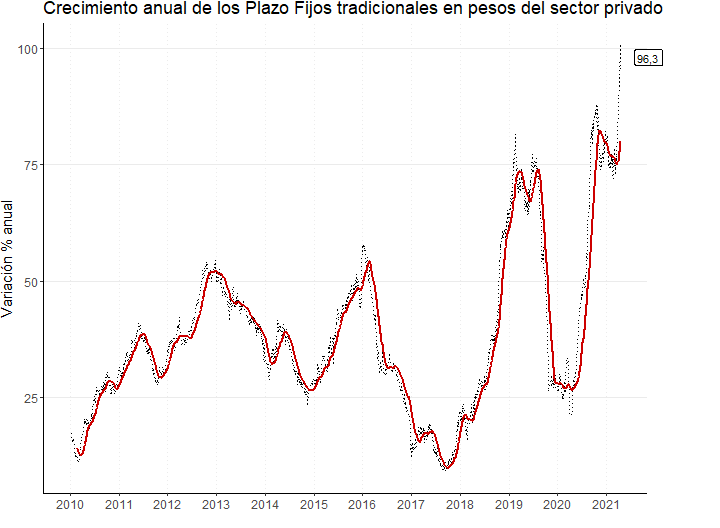 Crecimiento anual de los Plazo Fijos tradicionales en pesos del sector privado
100
96,3
75
Variación % anual
50
25
2010 2011 2012 2013 2014 2015 2016 2017 2018 2019 2020 2021